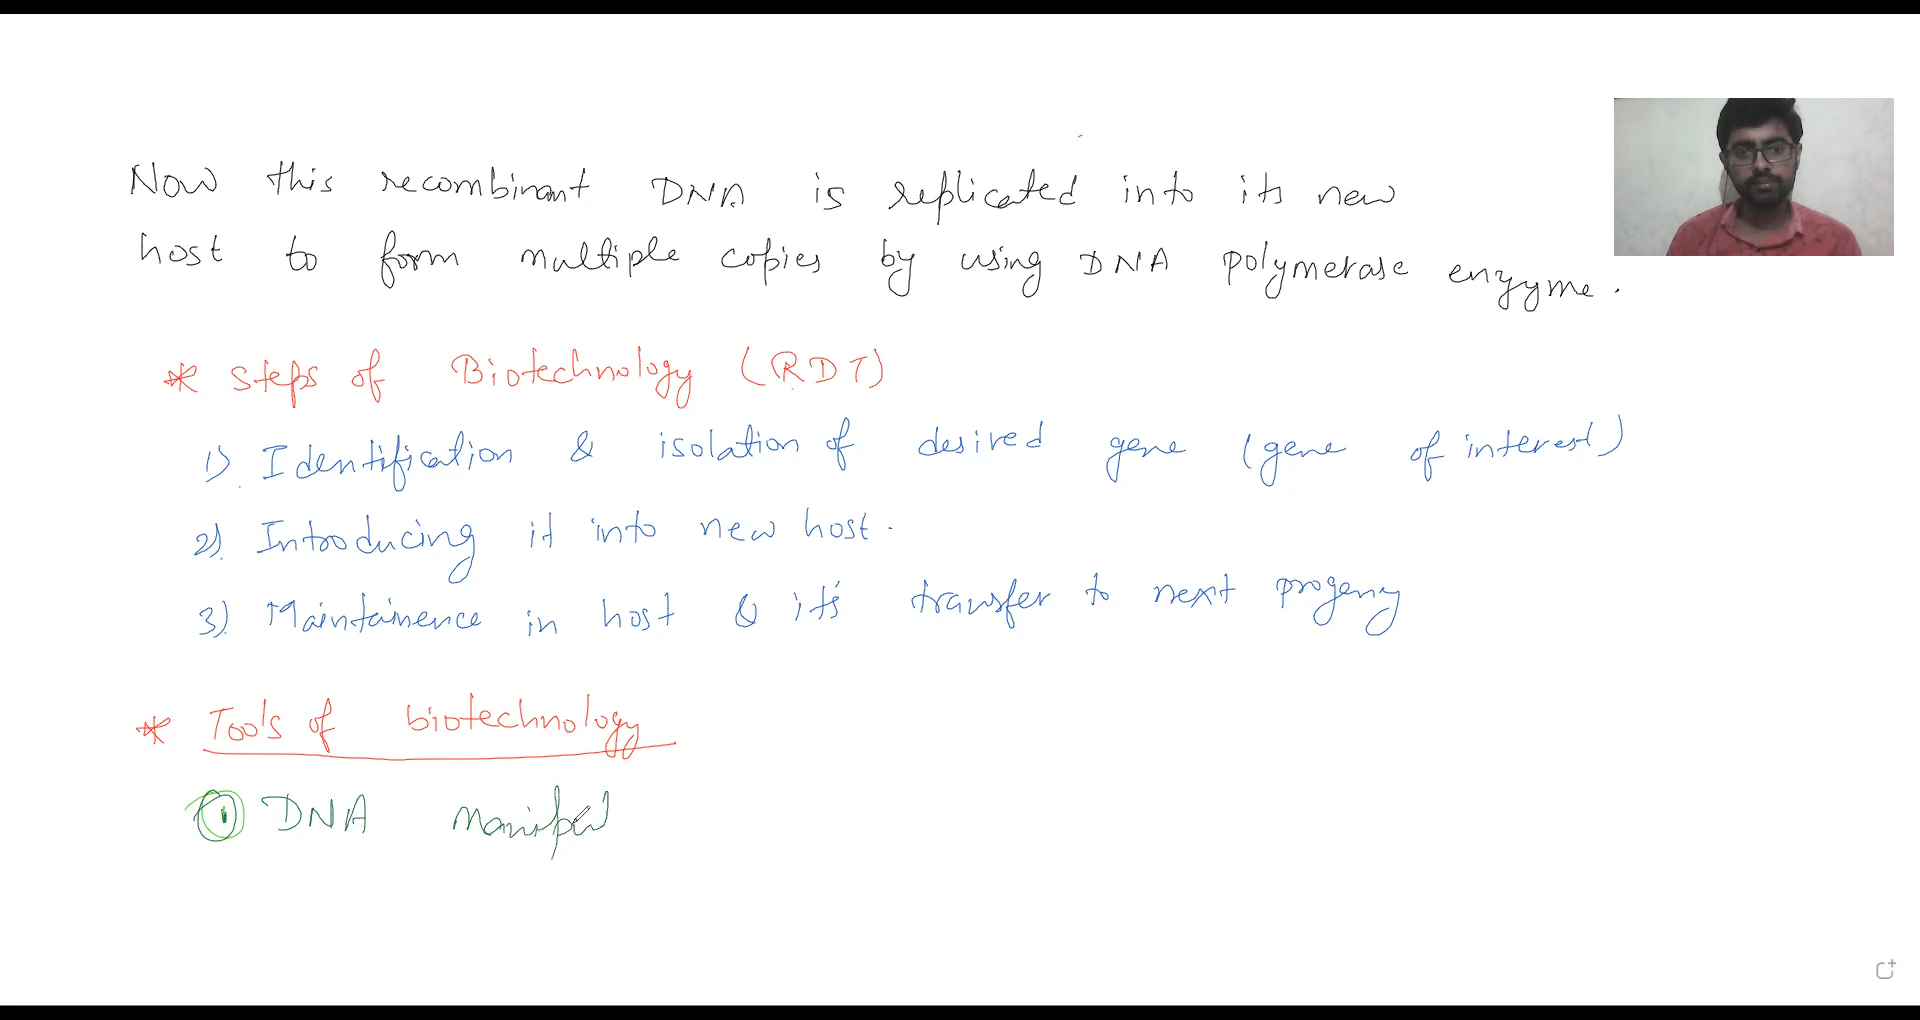 Now this recombinant DNA is replicated into its new
host to form multiple copies by using DNA polymerase enzyme.
* Steps of Biotechnology (RDT)
1) Identification & isolation of desired gene (gene of interest)
2) Introducing it into new host.
3) Maintainence in host & it's transfer to next progeny
* Tools of biotechnology
1 DNA Manipul